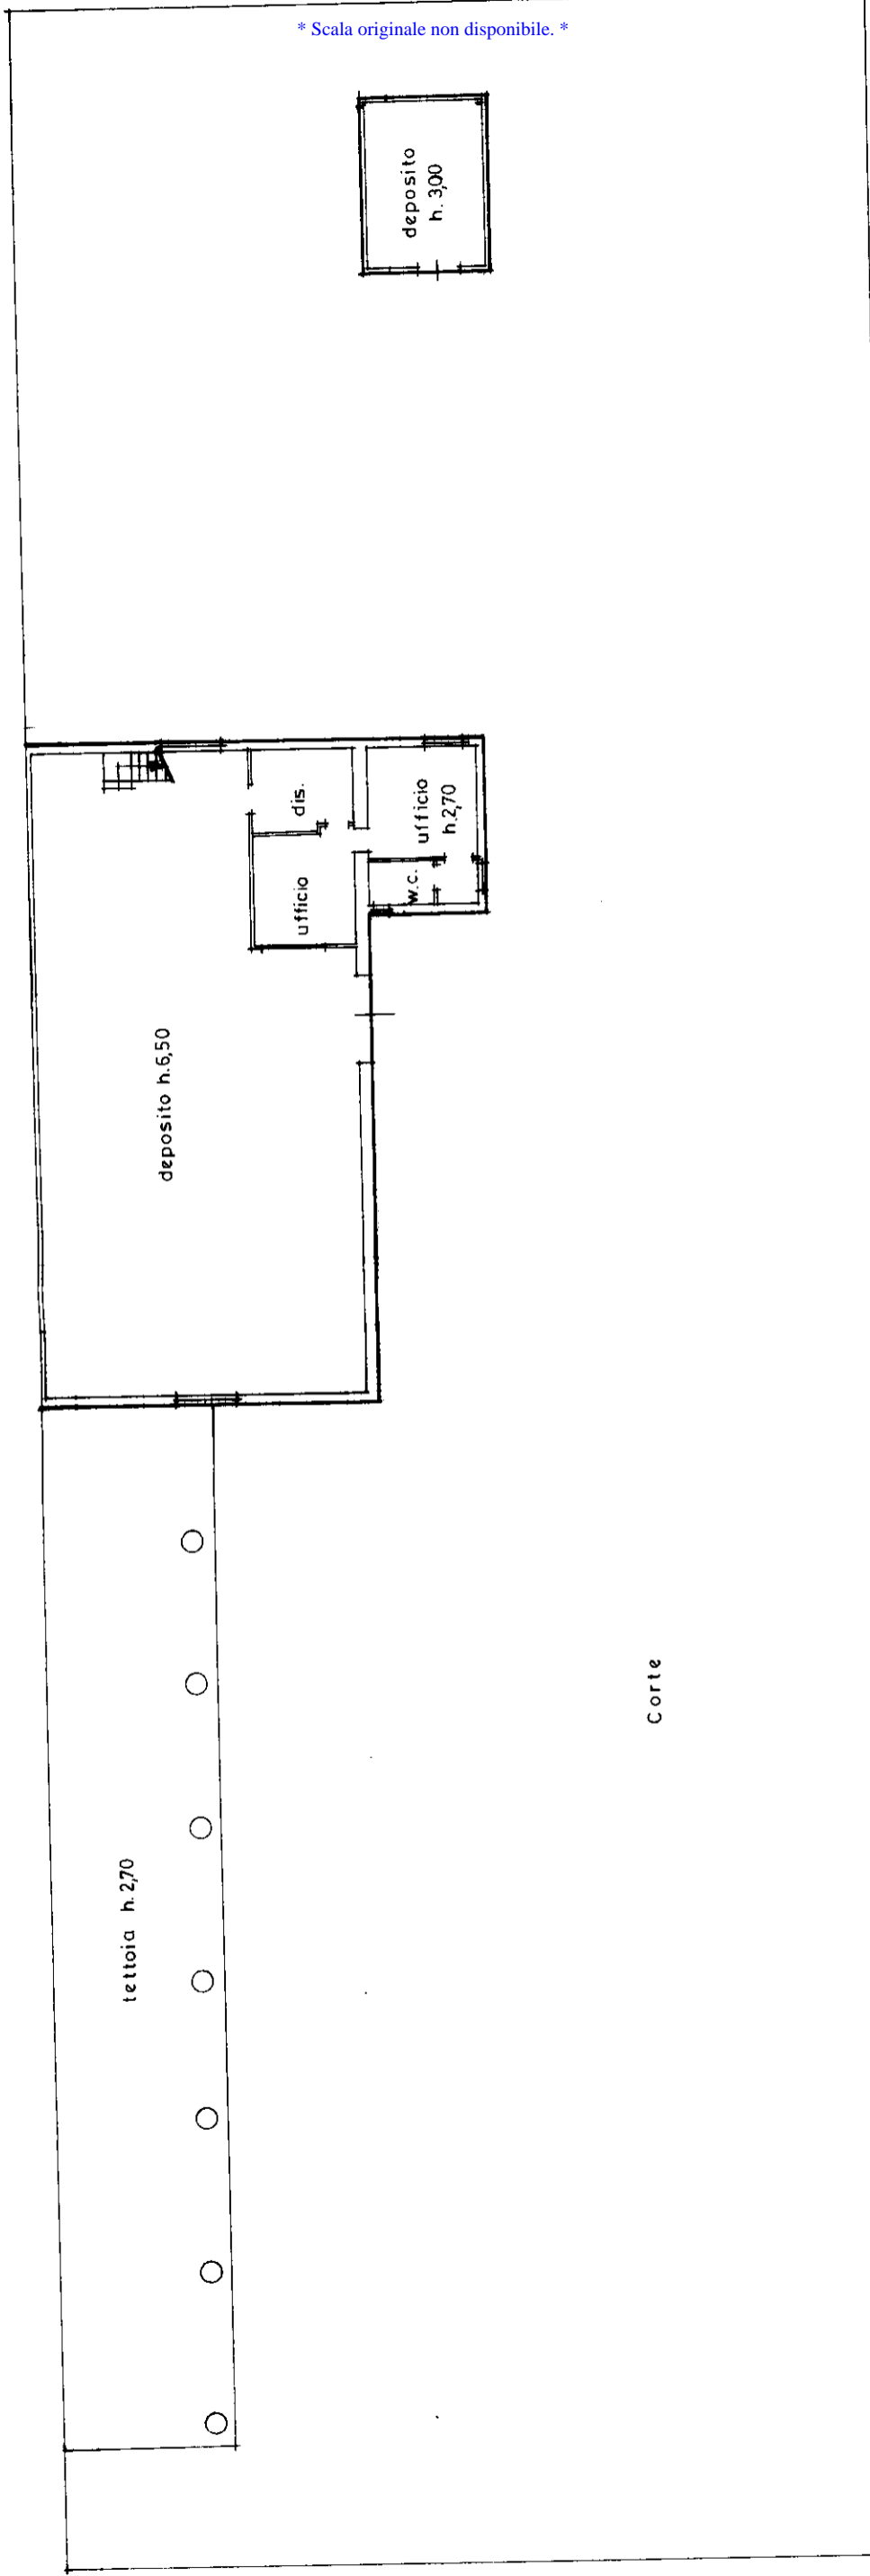 * Scala originale non disponibile. *
deposito
h. 3,00
dis.
ufficio
h.2,70
w.c.
ufficio
deposito h.6,50
Corte
tettoia h.2,70